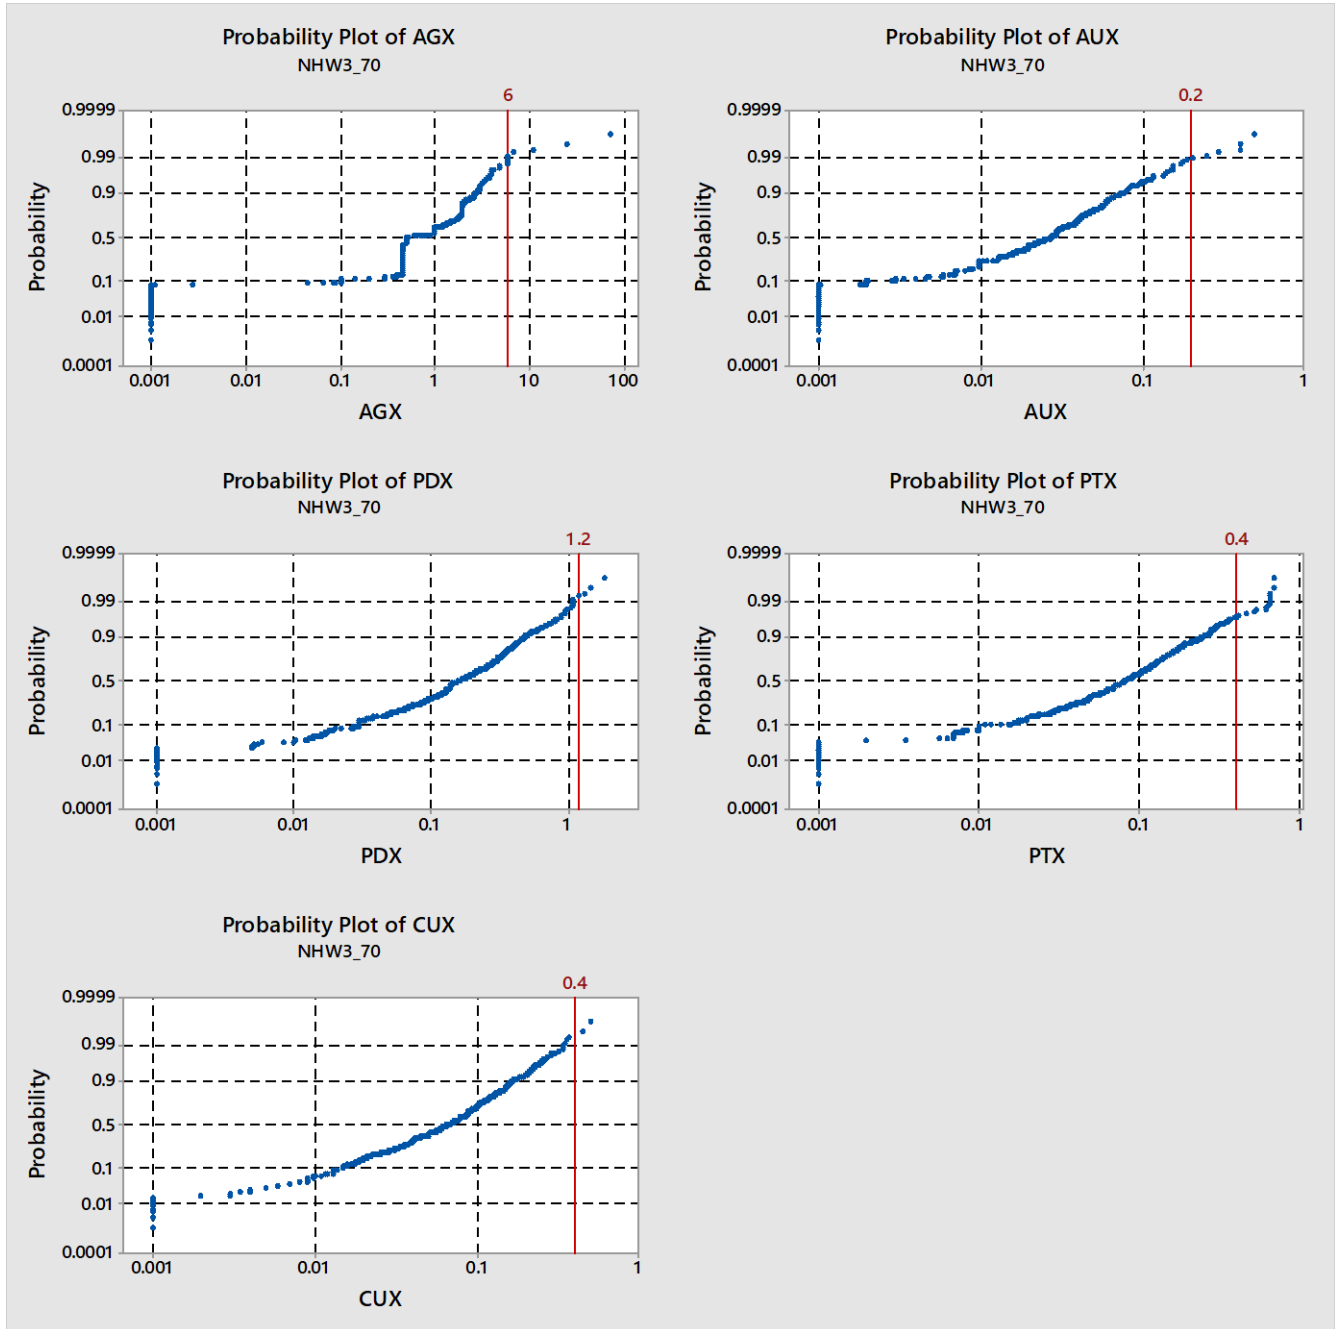 Probability Plot of AGX
NHW3_70
6
0.9999
0.99
0.9
0.5
0.1
0.01
0.0001
Probability
0.001 0.01 0.1 1 10 100
AGX
Probability Plot of AUX
NHW3_70
0.2
0.9999
0.99
0.9
0.5
0.1
0.01
0.0001
Probability
0.001 0.01 0.1 1
AUX
Probability Plot of PDX
NHW3_70
1.2
0.9999
0.99
0.9
0.5
0.1
0.01
0.0001
Probability
0.001 0.01 0.1 1
PDX
Probability Plot of PTX
NHW3_70
0.4
0.9999
0.99
0.9
0.5
0.1
0.01
0.0001
Probability
0.001 0.01 0.1 1
PTX
Probability Plot of CUX
NHW3_70
0.4
0.9999
0.99
0.9
0.5
0.1
0.01
0.0001
Probability
0.001 0.01 0.1 1
CUX